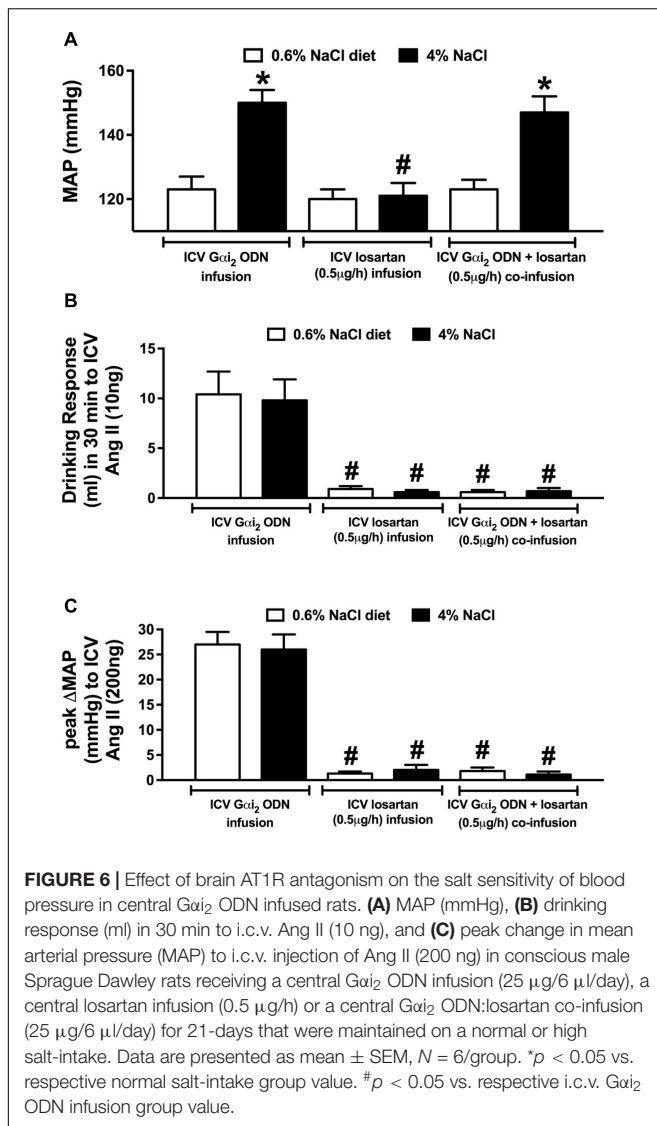 A
0.6% NaCl diet 4% NaCl
MAP (mmHg)
160
140
120
*
#
*
ICV Gαi2 ODN
infusion
ICV losartan
(0.5µg/h) infusion
ICV Gαi2 ODN + losartan
(0.5µg/h) co-infusion
B
0.6% NaCl diet 4% NaCl
Drinking Response
(ml) in 30 min to ICV
Ang II (10ng)
15
10
5
0
# # # #
ICV Gαi2 ODN
infusion
ICV losartan
(0.5µg/h) infusion
ICV Gαi2 ODN + losartan
(0.5µg/h) co-infusion
C
0.6% NaCl diet 4% NaCl
peak ΔMAP
(mmHg) to ICV
Ang II (200ng)
30
25
20
15
10
5
0
# # # #
ICV Gαi2 ODN
infusion
ICV losartan
(0.5µg/h) infusion
ICV Gαi2 ODN + losartan
(0.5µg/h) co-infusion
FIGURE 6 | Effect of brain AT1R antagonism on the salt sensitivity of blood
pressure in central Gαi2 ODN infused rats. (A) MAP (mmHg), (B) drinking
response (ml) in 30 min to i.c.v. Ang II (10 ng), and (C) peak change in mean
arterial pressure (MAP) to i.c.v. injection of Ang II (200 ng) in conscious male
Sprague Dawley rats receiving a central Gαi2 ODN infusion (25 µg/6 µl/day), a
central losartan infusion (0.5 µg/h) or a central Gαi2 ODN:losartan co-infusion
(25 µg/6 µl/day) for 21-days that were maintained on a normal or high
salt-intake. Data are presented as mean ± SEM, N = 6/group. *p < 0.05 vs.
respective normal salt-intake group value. #p < 0.05 vs. respective i.c.v. Gαi2
ODN infusion group value.